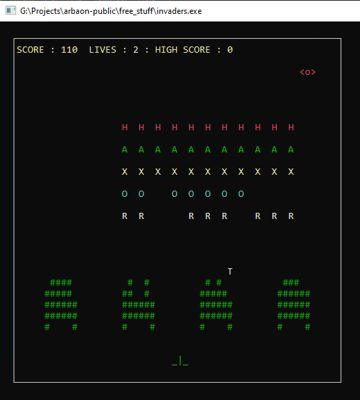 G:\Projects\arbaon-public\free_stuff\invaders.exe
SCORE : 110  LIVES : 2 : HIGH SCORE : 0
<o>
H  H  H  H  H  H  H  H  H  H  H
A  A  A  A  A  A  A  A  A  A  A
X  X  X  X  X  X  X  X  X  X  X
O  O     O  O  O  O  O
R  R        R  R  R     R  R  R
T
 ####          #  #          # #           ###
#####         ##  #         #####         ######
######        ######        ######        ######
######        ######        ######        ######
#    #        #    #        #    #        #    #
_|_